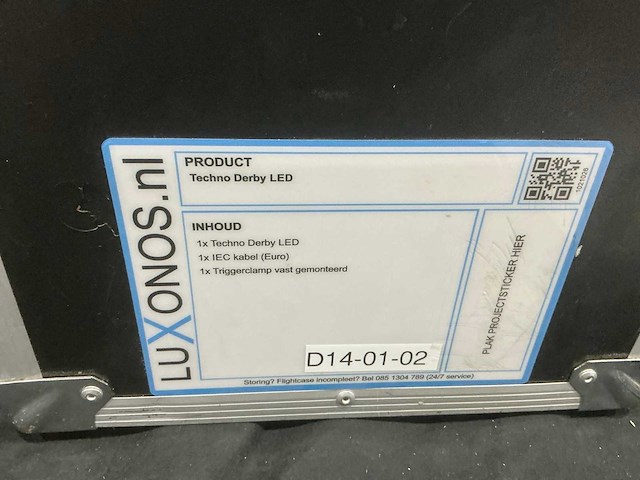 LUXONOS.nl
PRODUCT
Techno Derby LED
1021026
INHOUD
1x Techno Derby LED
1x IEC kabel (Euro)
1x Triggerclamp vast gemonteerd
PLAK PROJECTSTICKER HIER
D14-01-02
Storing? Flightcase incompleet? Bel 085 1304 789 (24/7 service)